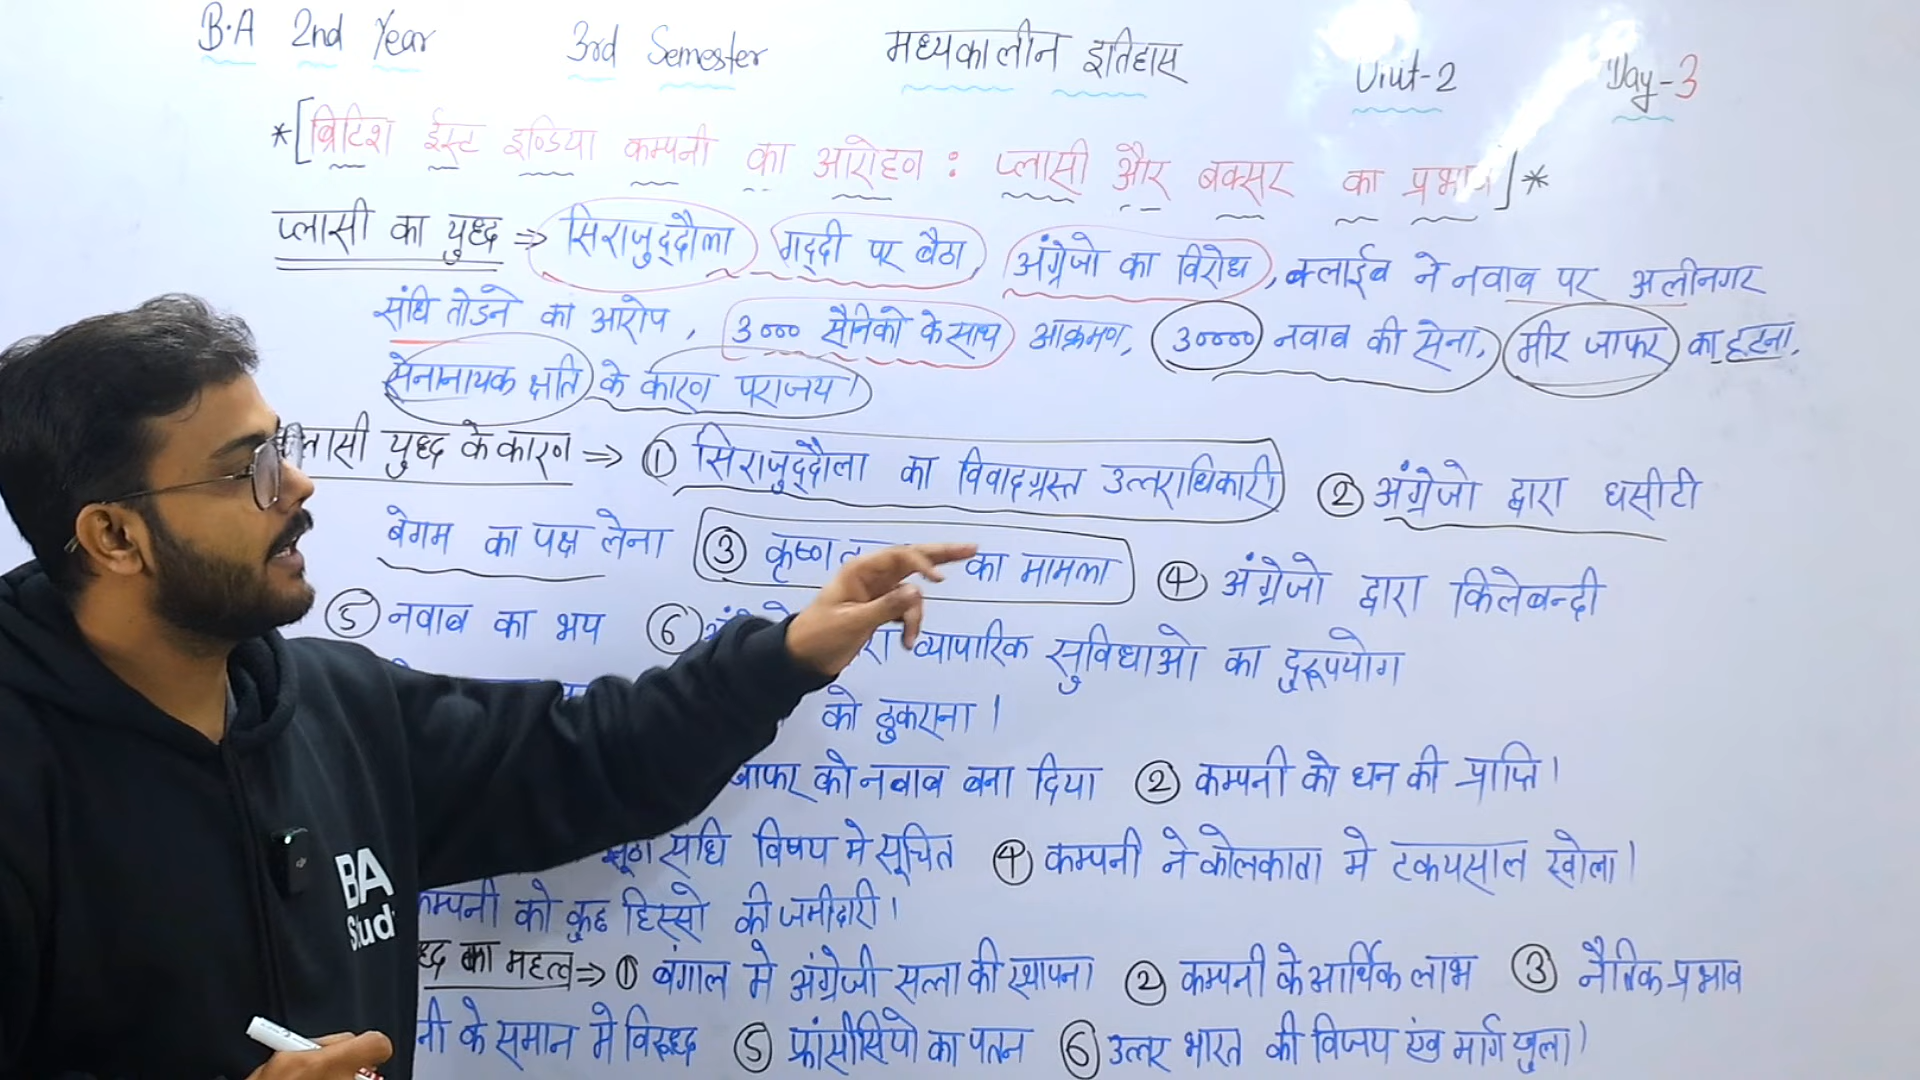 B.A 2nd Year 3rd Semester मध्यकालीन इतिहास Unit-2 Day-3
*[ब्रिटिश ईस्ट इण्डिया कम्पनी का आरोहण : प्लासी और बक्सर का प्रभाव]*
प्लासी का युध्द ⇒ सिराजुद्दौला गद्दी पर बैठा, अंग्रेजो का विरोध, क्लाईव ने नवाब पर अलीनगर
संधि तोडने का आरोप, 3000 सैनिको के साथ आक्रमण, 30000 नवाब की सेना, मीर जाफर का हटना,
सेनानायक क्षति के कारण पराजय।
लासी युध्द के कारण ⇒ ① सिराजुद्दौला का विवादग्रस्त उत्तराधिकारी ② अंग्रेजो द्वारा घसीटी
बेगम का पक्ष लेना ③ कृष्ण का मामला ④ अंग्रेजो द्वारा किलेबन्दी
⑤ नवाब का भय ⑥ व्यापारिक सुविधाओ का दुरूपयोग
को ठुकराना।
जाफर को नवाब बना दिया ② कम्पनी को धन की प्राप्ति।
झूठा संधि विषय मे सूचित ④ कम्पनी ने कोलकाता मे टकयसाल खोला।
कम्पनी को कुछ हिस्सो की जमीदारी।
ध्द का महत्व ⇒ ① बंगाल मे अंग्रेजी सत्ता की स्थापना ② कम्पनी के आर्थिक लाभ ③ नैतिक प्रभाव
नी के समान मे विरूध्द ⑤ फ्रांसीसियो का पतन ⑥ उत्तर भारत की विजय एंव मार्ग खुला।
BA
Stud